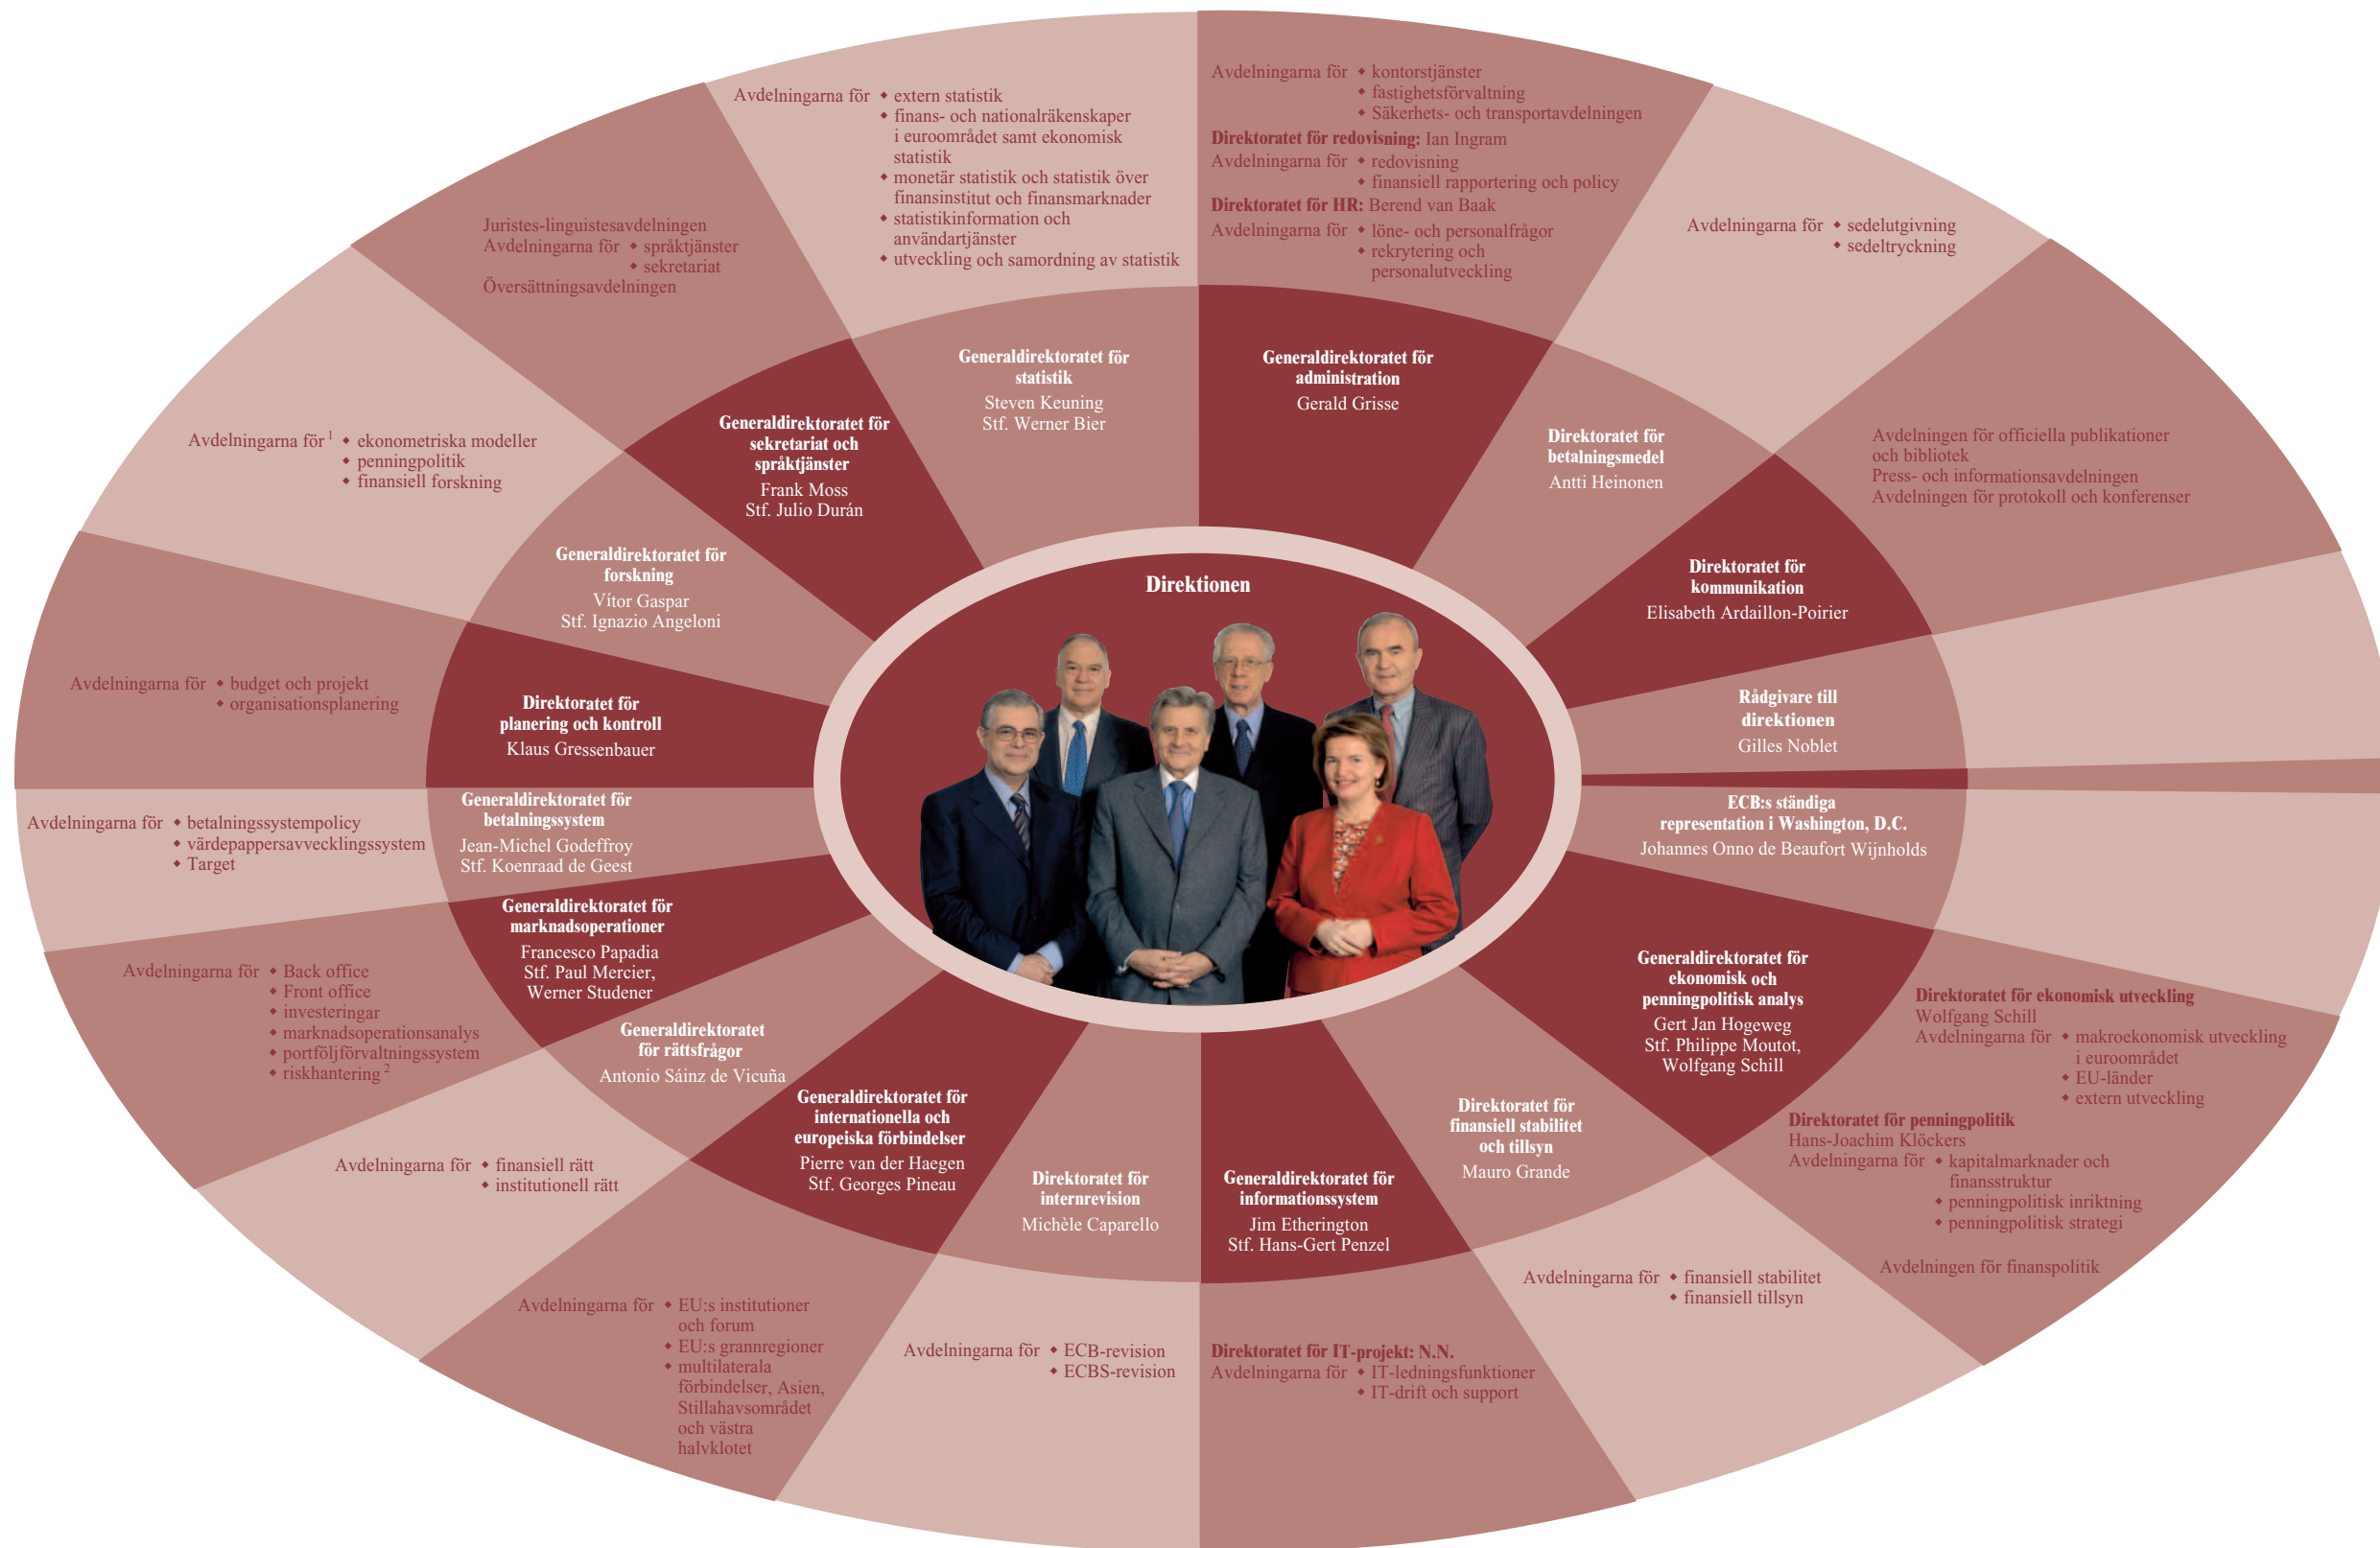 Direktionen
Avdelningarna för ◆ kontorstjänster
◆ fastighetsförvaltning
◆ Säkerhets- och transportavdelningen
Direktoratet för redovisning: Ian Ingram
Avdelningarna för ◆ redovisning
◆ finansiell rapportering och policy
Direktoratet för HR: Berend van Baak
Avdelningarna för ◆ löne- och personalfrågor
◆ rekrytering och
personalutveckling
Generaldirektoratet för
administration
Gerald Grisse
Avdelningarna för ◆ sedelutgivning
◆ sedeltryckning
Direktoratet för
betalningsmedel
Antti Heinonen
Avdelningen för officiella publikationer
och bibliotek
Press- och informationsavdelningen
Avdelningen för protokoll och konferenser
Direktoratet för
kommunikation
Elisabeth Ardaillon-Poirier
Rådgivare till
direktionen
Gilles Noblet
ECB:s ständiga
representation i Washington, D.C.
Johannes Onno de Beaufort Wijnholds
Generaldirektoratet för
ekonomisk och
penningpolitisk analys
Gert Jan Hogeweg
Stf. Philippe Moutot,
Wolfgang Schill
Direktoratet för ekonomisk utveckling
Wolfgang Schill
Avdelningarna för ◆ makroekonomisk utveckling
i euroområdet
◆ EU-länder
◆ extern utveckling
Direktoratet för penningpolitik
Hans-Joachim Klöckers
Avdelningarna för ◆ kapitalmarknader och
finansstruktur
◆ penningpolitisk inriktning
◆ penningpolitisk strategi
Avdelningen för finanspolitik
Direktoratet för
finansiell stabilitet
och tillsyn
Mauro Grande
Avdelningarna för ◆ finansiell stabilitet
◆ finansiell tillsyn
Generaldirektoratet för
informationssystem
Jim Etherington
Stf. Hans-Gert Penzel
Direktoratet för IT-projekt: N.N.
Avdelningarna för ◆ IT-ledningsfunktioner
◆ IT-drift och support
Direktoratet för
internrevision
Michèle Caparello
Avdelningarna för ◆ ECB-revision
◆ ECBS-revision
Generaldirektoratet för
internationella och
europeiska förbindelser
Pierre van der Haegen
Stf. Georges Pineau
Avdelningarna för ◆ EU:s institutioner
och forum
◆ EU:s grannregioner
◆ multilaterala
förbindelser, Asien,
Stillahavsområdet
och västra
halvklotet
Generaldirektoratet
för rättsfrågor
Antonio Sáinz de Vicuña
Avdelningarna för ◆ finansiell rätt
◆ institutionell rätt
Generaldirektoratet för
marknadsoperationer
Francesco Papadia
Stf. Paul Mercier,
Werner Studener
Avdelningarna för ◆ Back office
◆ Front office
◆ investeringar
◆ marknadsoperationsanalys
◆ portföljförvaltningssystem
◆ riskhantering 2
Generaldirektoratet för
betalningssystem
Jean-Michel Godeffroy
Stf. Koenraad de Geest
Avdelningarna för ◆ betalningssystempolicy
◆ värdepappersavvecklingssystem
◆ Target
Direktoratet för
planering och kontroll
Klaus Gressenbauer
Avdelningarna för ◆ budget och projekt
◆ organisationsplanering
Generaldirektoratet för
forskning
Vítor Gaspar
Stf. Ignazio Angeloni
Avdelningarna för 1 ◆ ekonometriska modeller
◆ penningpolitik
◆ finansiell forskning
Generaldirektoratet för
sekretariat och
språktjänster
Frank Moss
Stf. Julio Durán
Juristes-linguistesavdelningen
Avdelningarna för ◆ språktjänster
◆ sekretariat
Översättningsavdelningen
Generaldirektoratet för
statistik
Steven Keuning
Stf. Werner Bier
Avdelningarna för ◆ extern statistik
◆ finans- och nationalräkenskaper
i euroområdet samt ekonomisk
statistik
◆ monetär statistik och statistik över
finansinstitut och finansmarknader
◆ statistikinformation och
användartjänster
◆ utveckling och samordning av statistik